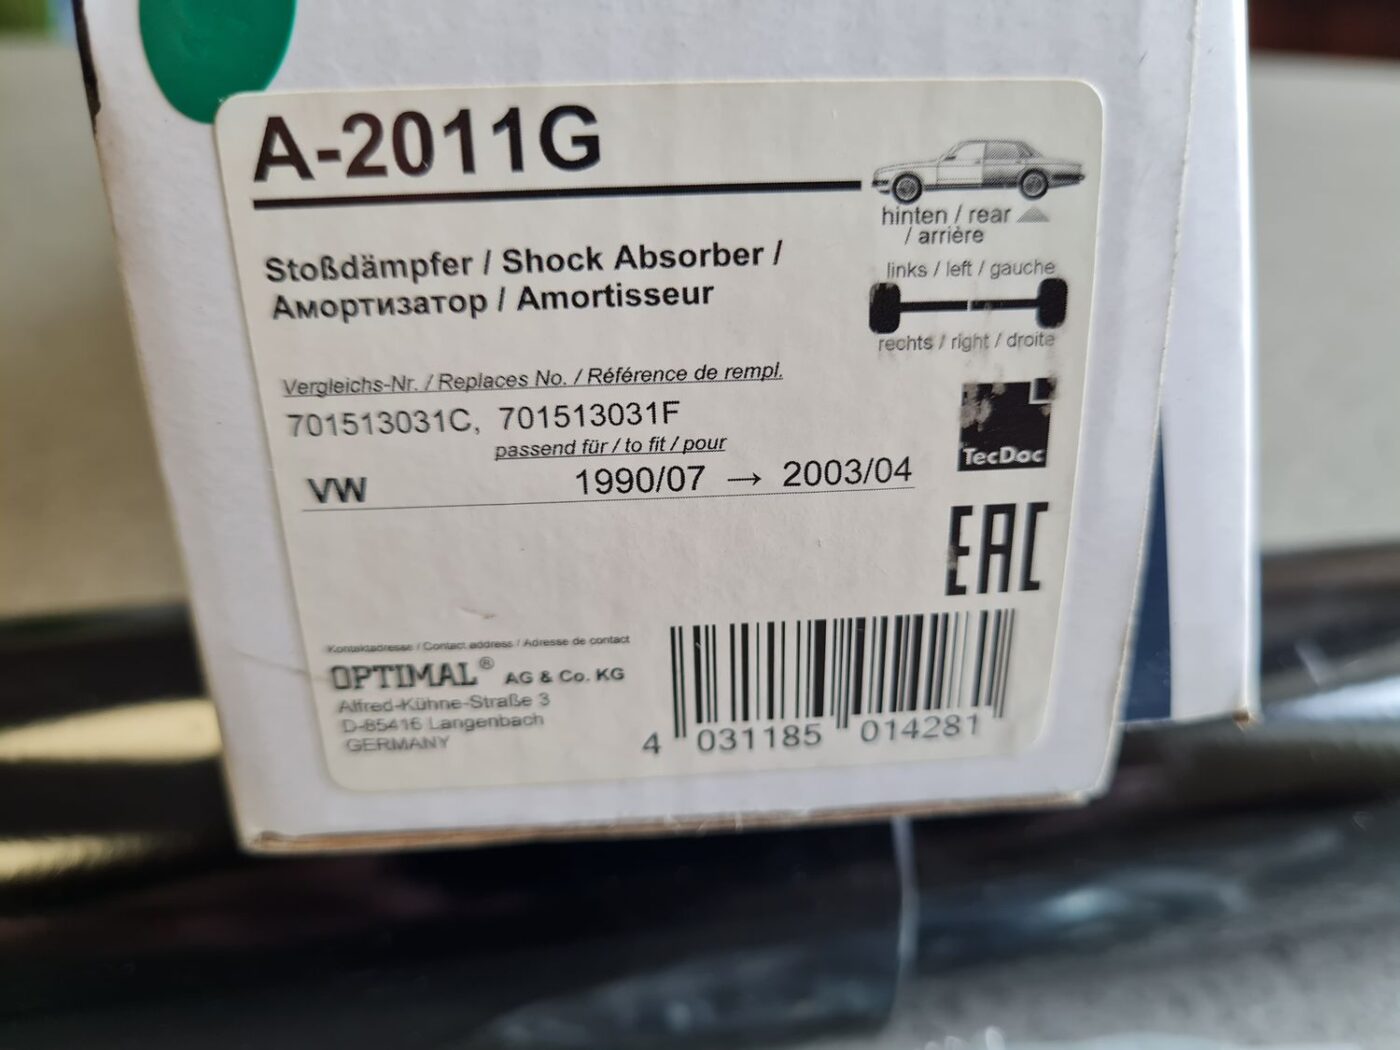 A-2011G
hinten / rear
/ arrière
Stoßdämpfer / Shock Absorber /
Амортизатор / Amortisseur
links / left / gauche
rechts / right / droite
Vergleichs-Nr. / Replaces No. / Référence de rempl.
701513031C, 701513031F
passend für / to fit / pour
VW 1990/07 → 2003/04
TecDoc
EAC
Kontaktadresse / Contact address / Adresse de contact
OPTIMAL® AG & Co. KG
Alfred-Kühne-Straße 3
D-85416 Langenbach
GERMANY
4 031185 014281